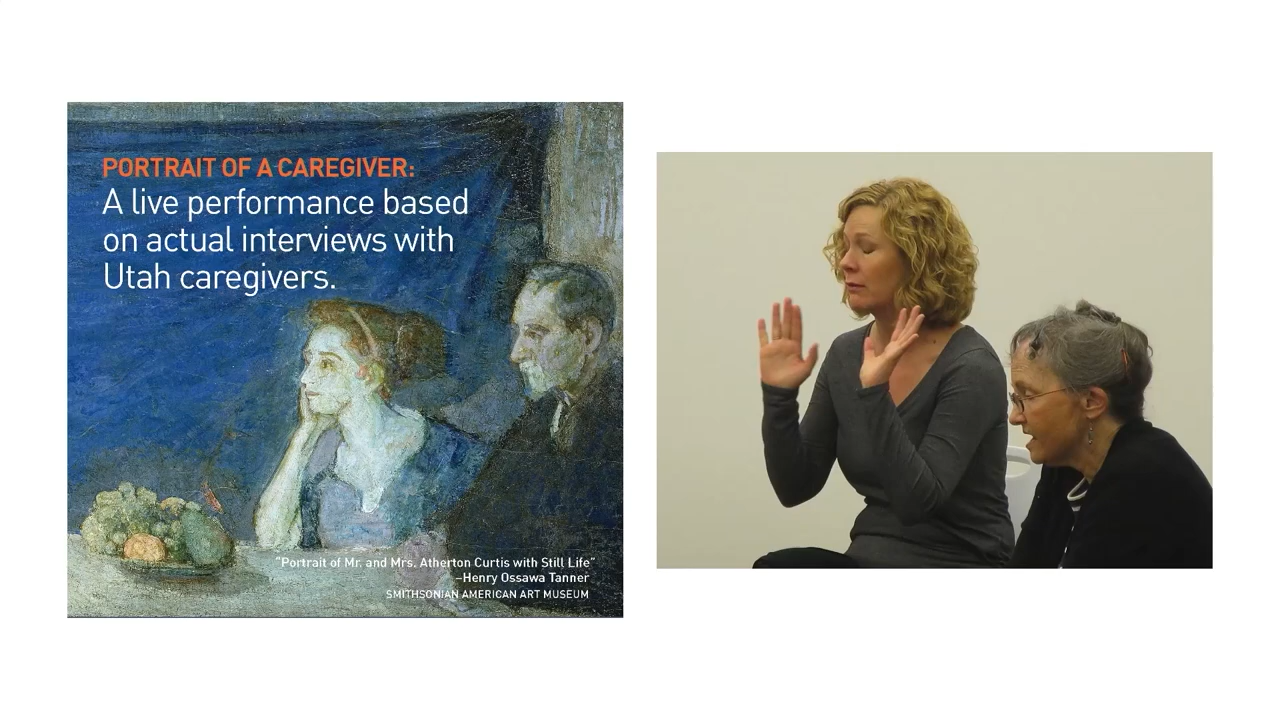 PORTRAIT OF A CAREGIVER:
A live performance based
on actual interviews with
Utah caregivers.
"Portrait of Mr. and Mrs. Atherton Curtis with Still Life"
–Henry Ossawa Tanner
SMITHSONIAN AMERICAN ART MUSEUM